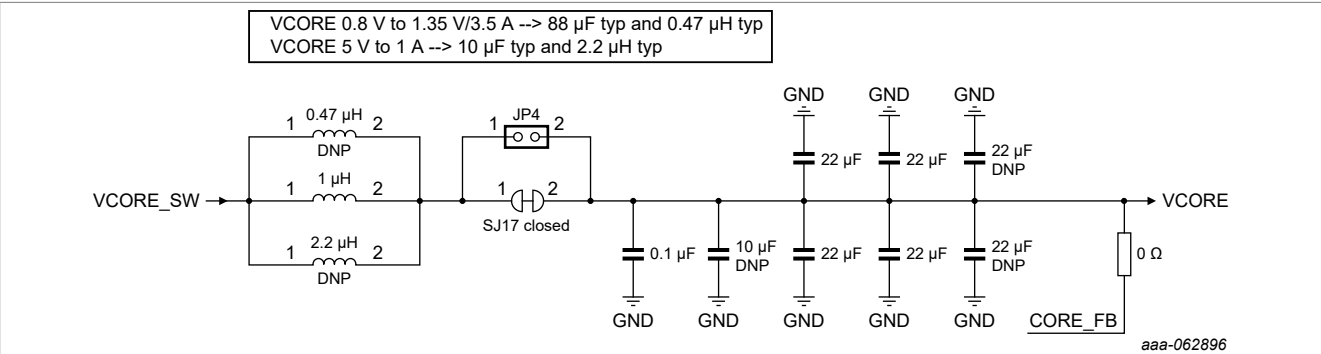 VCORE 0.8 V to 1.35 V/3.5 A --> 88 µF typ and 0.47 µH typ
VCORE 5 V to 1 A --> 10 µF typ and 2.2 µH typ
GND GND GND
1 0.47 µH 2
DNP
1 JP4 2
22 µF 22 µF 22 µF
DNP
1 1 µH 2
VCORE_SW
1 2
SJ17 closed
VCORE
1 2.2 µH 2
DNP
0.1 µF 10 µF
DNP
22 µF 22 µF 22 µF
DNP
0 Ω
GND GND GND GND GND
CORE_FB
aaa-062896